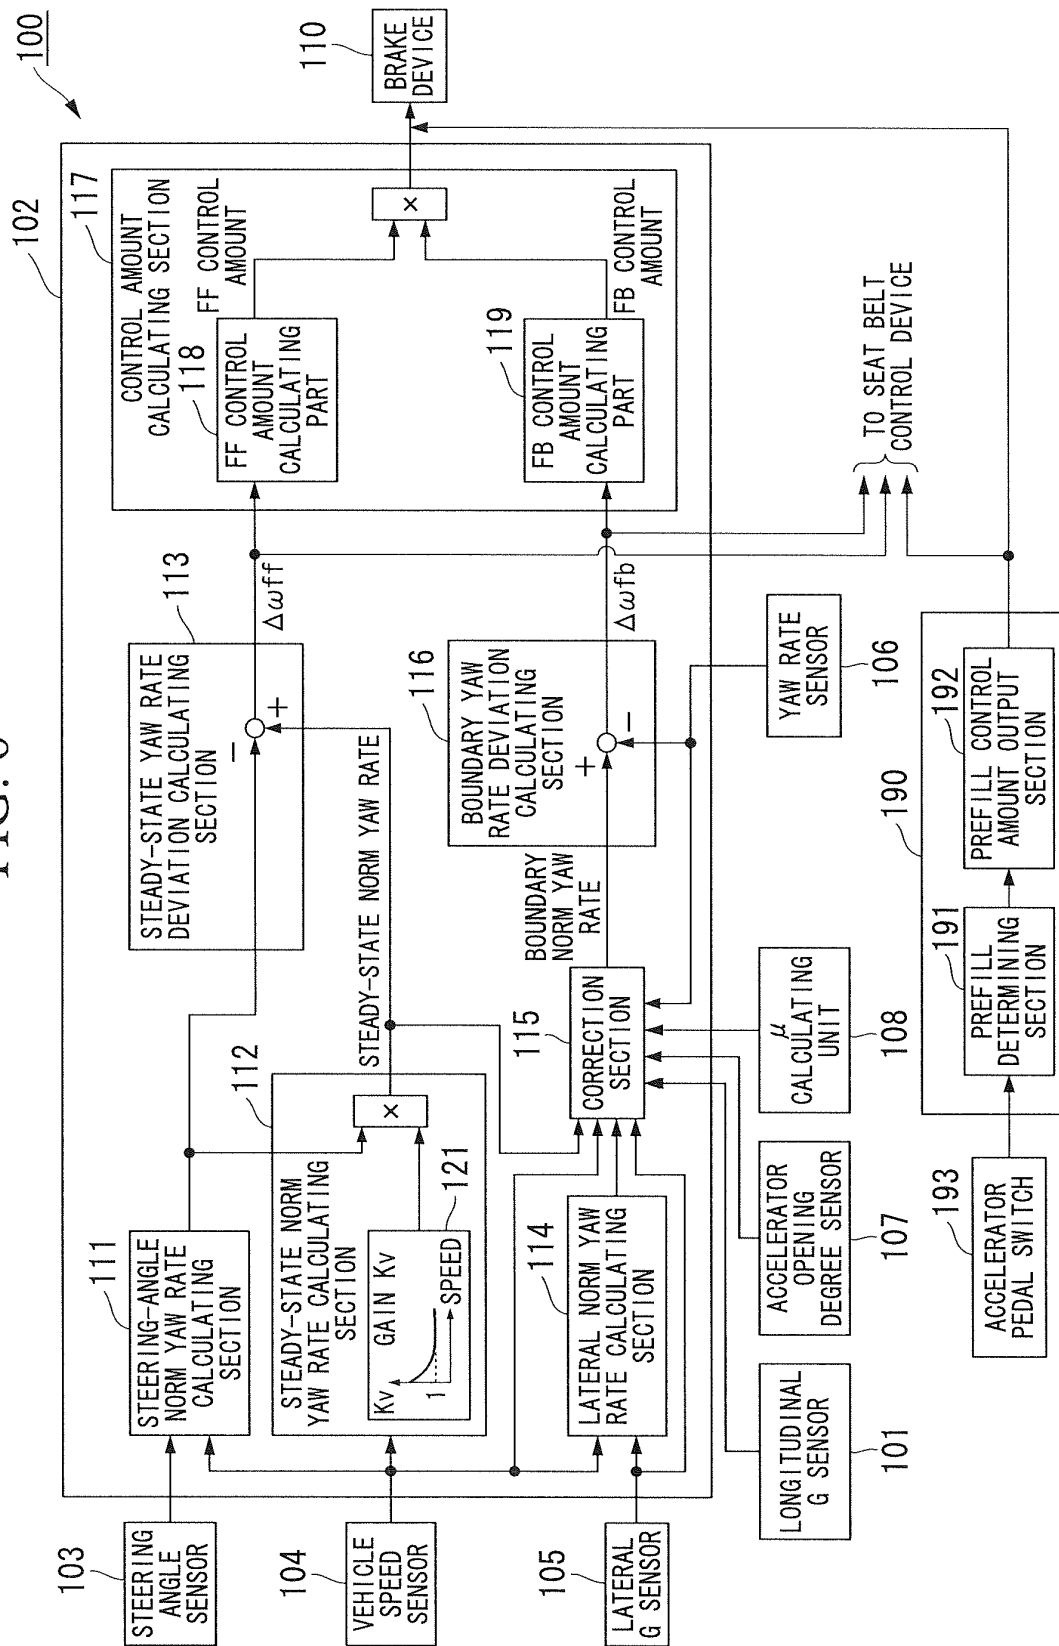 FIG. 6
100
102
103
STEERING
ANGLE
SENSOR
104
VEHICLE
SPEED
SENSOR
105
LATERAL
G SENSOR
111
STEERING-ANGLE
NORM YAW RATE
CALCULATING
SECTION
112
STEADY-STATE NORM
YAW RATE CALCULATING
SECTION
GAIN Kv
Kv
1
SPEED
121
×
STEADY-STATE NORM YAW RATE
113
STEADY-STATE YAW RATE
DEVIATION CALCULATING
SECTION
−
+
Δωff
114
LATERAL NORM YAW
RATE CALCULATING
SECTION
115
CORRECTION
SECTION
BOUNDARY
NORM YAW
RATE
116
BOUNDARY YAW
RATE DEVIATION
CALCULATING
SECTION
+
−
Δωfb
117
CONTROL AMOUNT
CALCULATING SECTION
118
FF CONTROL
AMOUNT
CALCULATING
PART
FF CONTROL
AMOUNT
119
FB CONTROL
AMOUNT
CALCULATING
PART
FB CONTROL
AMOUNT
×
110
BRAKE
DEVICE
TO SEAT BELT
CONTROL DEVICE
LONGITUDINAL
G SENSOR
101
ACCELERATOR
OPENING
DEGREE SENSOR
107
μ
CALCULATING
UNIT
108
YAW RATE
SENSOR
106
193
ACCELERATOR
PEDAL SWITCH
190
191
PREFILL
DETERMINING
SECTION
192
PREFILL CONTROL
AMOUNT OUTPUT
SECTION